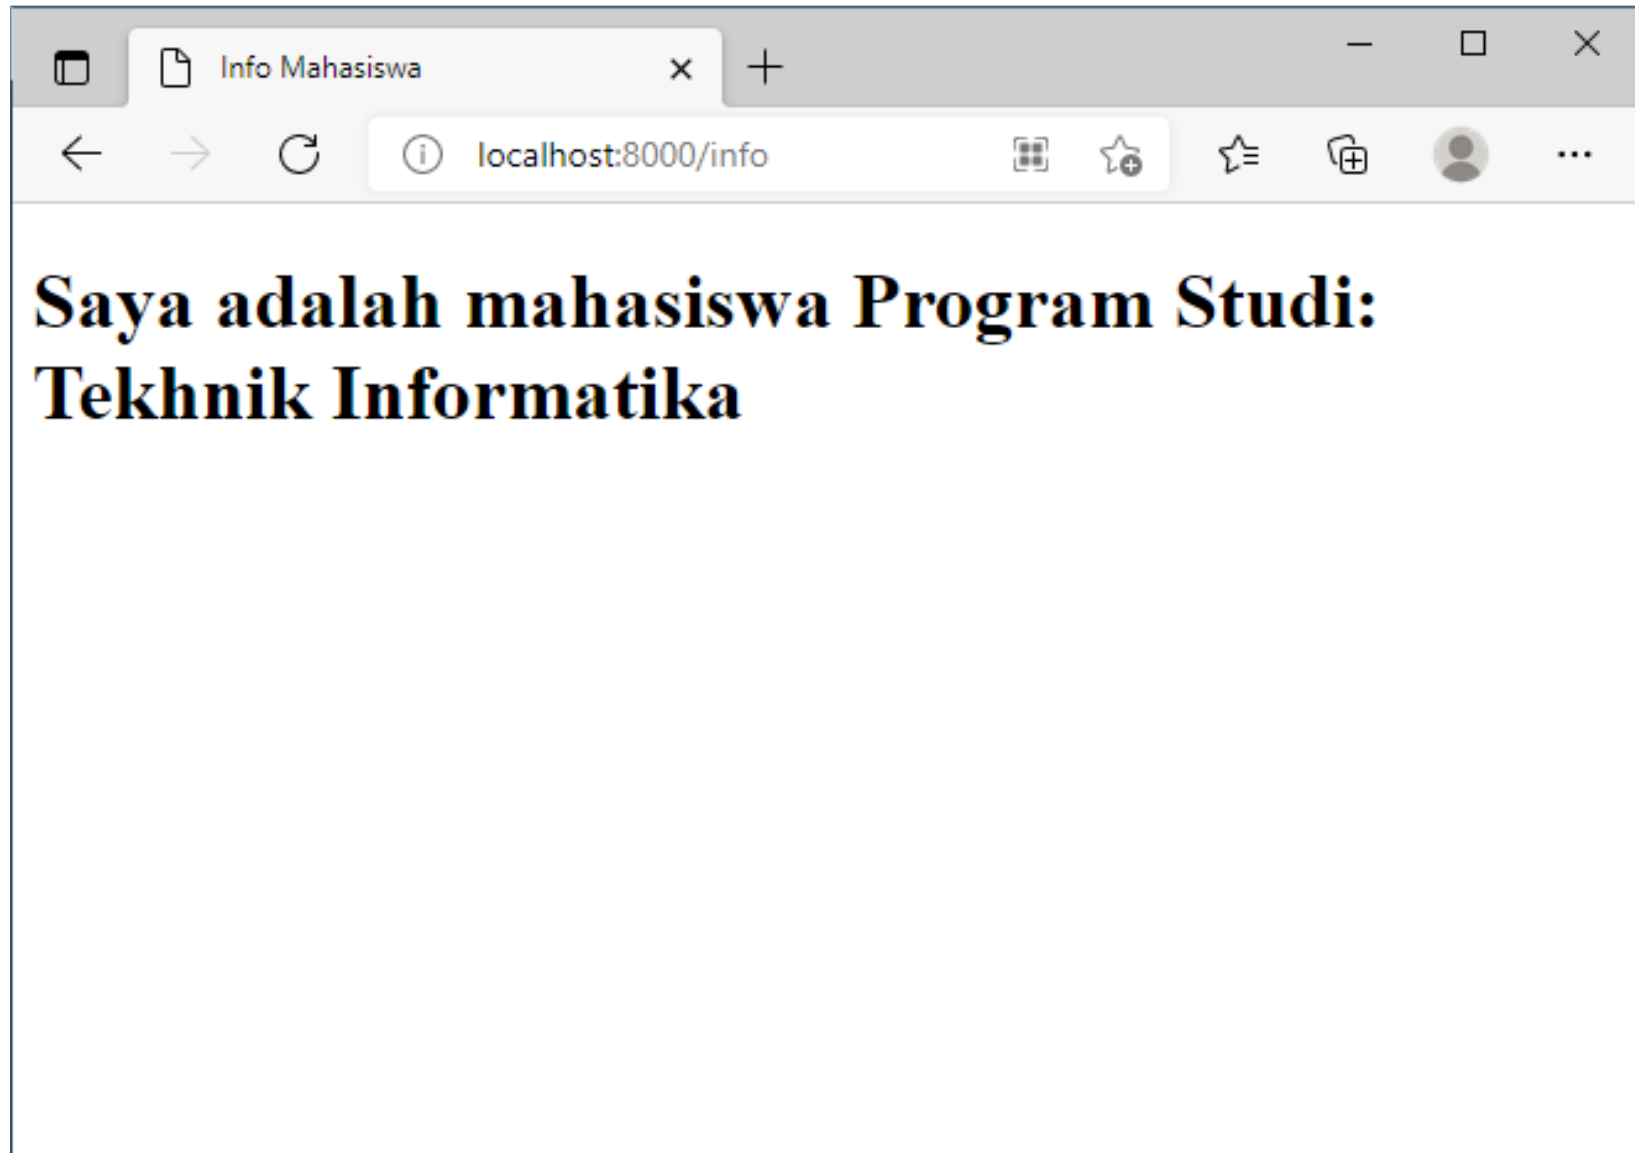 Info Mahasiswa
localhost:8000/info
Saya adalah mahasiswa Program Studi:
Tekhnik Informatika